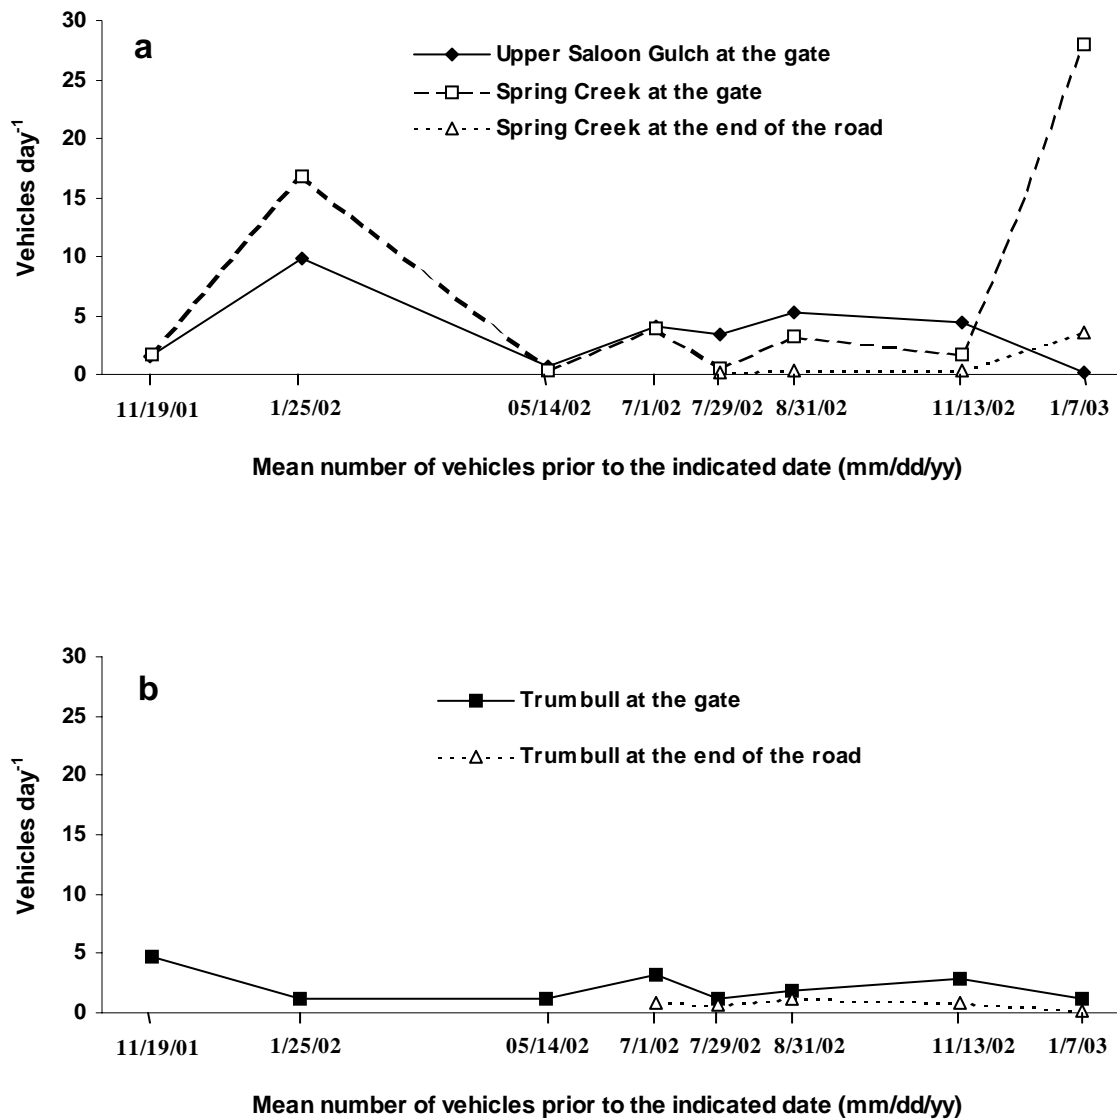 a
Upper Saloon Gulch at the gate
Spring Creek at the gate
Spring Creek at the end of the road
30
25
20
15
10
5
0
Vehicles day-1
11/19/01 1/25/02 05/14/02 7/1/02 7/29/02 8/31/02 11/13/02 1/7/03
Mean number of vehicles prior to the indicated date (mm/dd/yy)
b
Trumbull at the gate
Trumbull at the end of the road
30
25
20
15
10
5
0
Vehicles day-1
11/19/01 1/25/02 05/14/02 7/1/02 7/29/02 8/31/02 11/13/02 1/7/03
Mean number of vehicles prior to the indicated date (mm/dd/yy)